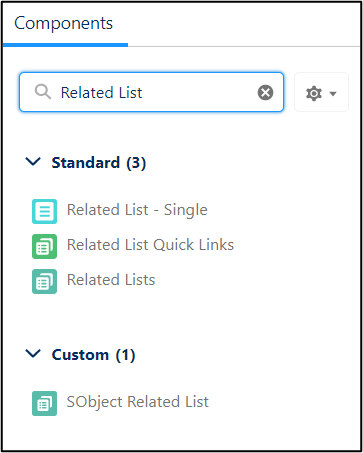 Components
Related List
Standard (3)
Related List - Single
Related List Quick Links
Related Lists
Custom (1)
SObject Related List